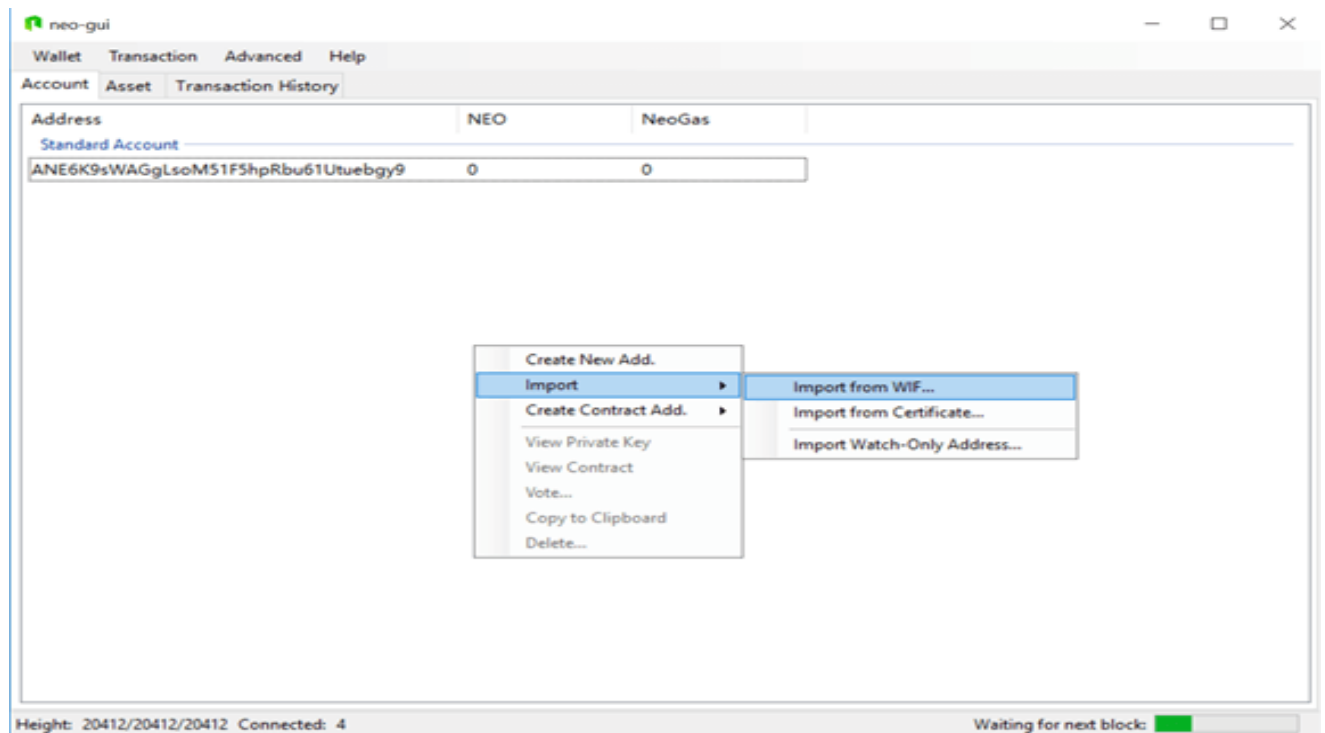 neo-gui
Wallet Transaction Advanced Help
Account Asset Transaction History
Address NEO NeoGas
Standard Account
ANE6K9sWAGgLsoM51F5hpRbu61Utuebgy9 0 0
Create New Add.
Import
Import from WIF...
Create Contract Add.
Import from Certificate...
View Private Key
Import Watch-Only Address...
View Contract
Vote...
Copy to Clipboard
Delete...
Height: 20412/20412/20412 Connected: 4 Waiting for next block: